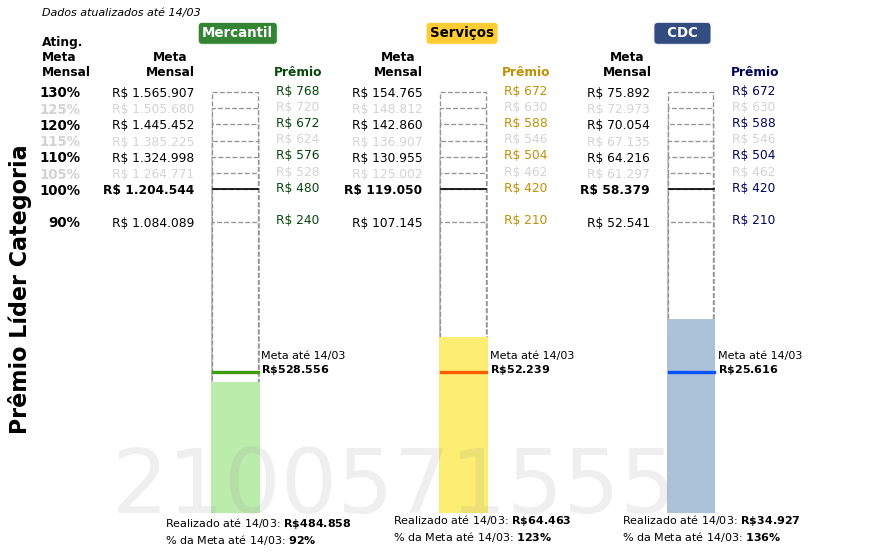 Dados atualizados até 14/03
Mercantil Serviços CDC
Ating. Meta Mensal Meta Mensal Prêmio Meta Mensal Prêmio Meta Mensal Prêmio
130% R$ 1.565.907 R$ 768 R$ 154.765 R$ 672 R$ 75.892 R$ 672
125% R$ 1.505.680 R$ 720 R$ 148.812 R$ 630 R$ 72.973 R$ 630
120% R$ 1.445.452 R$ 672 R$ 142.860 R$ 588 R$ 70.054 R$ 588
115% R$ 1.385.225 R$ 624 R$ 136.907 R$ 546 R$ 67.135 R$ 546
110% R$ 1.324.998 R$ 576 R$ 130.955 R$ 504 R$ 64.216 R$ 504
105% R$ 1.264.771 R$ 528 R$ 125.002 R$ 462 R$ 61.297 R$ 462
100% R$ 1.204.544 R$ 480 R$ 119.050 R$ 420 R$ 58.379 R$ 420
90% R$ 1.084.089 R$ 240 R$ 107.145 R$ 210 R$ 52.541 R$ 210
Prêmio Líder Categoria
Meta até 14/03 Meta até 14/03 Meta até 14/03
R$528.556 R$52.239 R$25.616
2100571555
Realizado até 14/03: R$484.858 Realizado até 14/03: R$64.463 Realizado até 14/03: R$34.927
% da Meta até 14/03: 92% % da Meta até 14/03: 123% % da Meta até 14/03: 136%